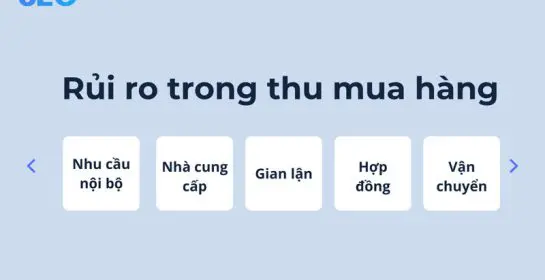 Rủi ro trong thu mua hàng
Nhu cầu
nội bộ
Nhà cung
cấp
Gian lận
Hợp
đồng
Vận
chuyển